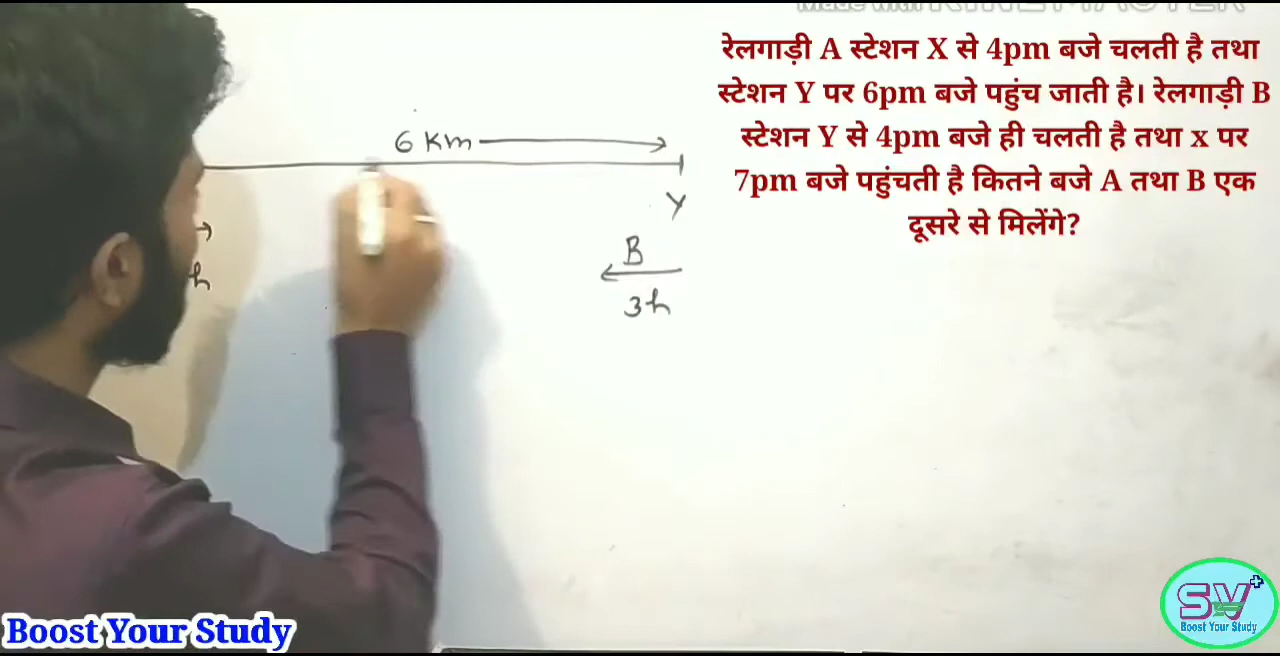 रेलगाड़ी A स्टेशन X से 4pm बजे चलती है तथा
स्टेशन Y पर 6pm बजे पहुंच जाती है। रेलगाड़ी B
स्टेशन Y से 4pm बजे ही चलती है तथा x पर
7pm बजे पहुंचती है कितने बजे A तथा B एक
दूसरे से मिलेंगे?
6 km
Y
B
3h
h
Boost Your Study
SV+
Boost Your Study